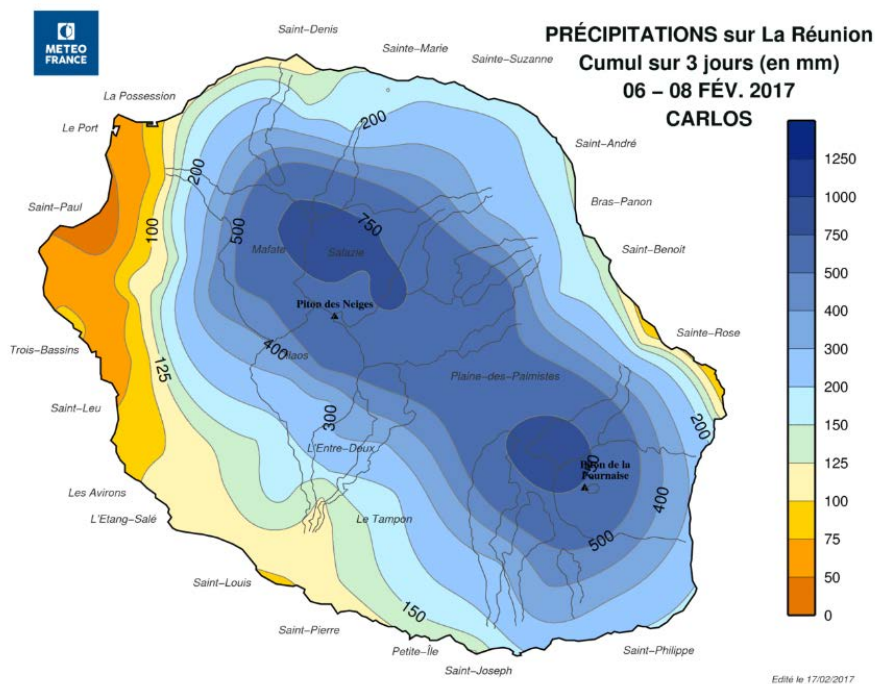 METEO
FRANCE
PRÉCIPITATIONS sur La Réunion
Cumul sur 3 jours (en mm)
06 – 08 FÉV. 2017
CARLOS
Saint–Denis
Sainte–Marie
Sainte–Suzanne
La Possession
Le Port
Saint–André
Saint–Paul
Bras–Panon
Saint–Benoit
Mafate
Salazie
Piton des Neiges
Sainte–Rose
Trois–Bassins
Plaine–des–Palmistes
Saint–Leu
L'Entre–Deux
Piton de la
Fournaise
Les Avirons
L'Etang–Salé
Le Tampon
Saint–Louis
Saint–Pierre
Petite–Île
Saint–Joseph
Saint–Philippe
200
200
100
500
750
400
125
300
200
400
500
150
1250
1000
750
500
400
300
200
150
125
100
75
50
0
Edité le 17/02/2017